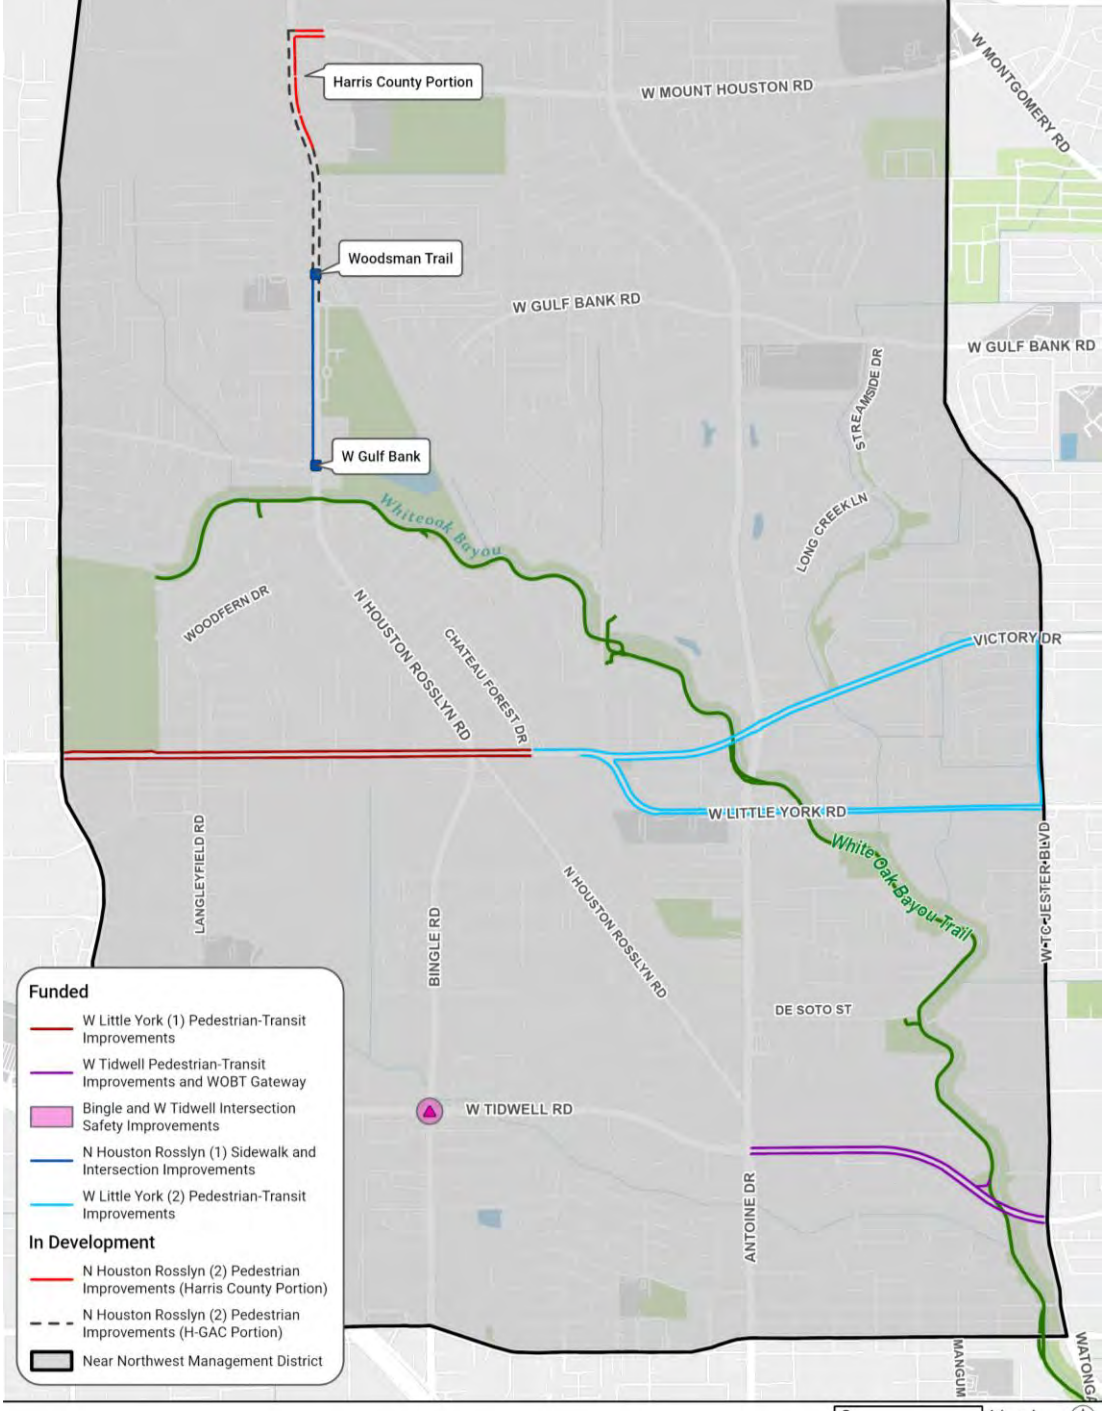 W MONTGOMERY RD
Harris County Portion
W MOUNT HOUSTON RD
Woodsman Trail
W GULF BANK RD
W GULF BANK RD
STREAMSIDE DR
W Gulf Bank
Whiteoak Bayou
LONG CREEK LN
WOODFERN DR
N HOUSTON ROSSLYN RD
CHATEAU FOREST DR
VICTORY DR
W LITTLE YORK RD
LANGLEYFIELD RD
White Oak Bayou Trail
W TC JESTER BLVD
N HOUSTON ROSSLYN RD
BINGLE RD
DE SOTO ST
W TIDWELL RD
ANTOINE DR
MANGUM
WATONGA
Funded
W Little York (1) Pedestrian-Transit
Improvements
W Tidwell Pedestrian-Transit
Improvements and WOBT Gateway
Bingle and W Tidwell Intersection
Safety Improvements
N Houston Rosslyn (1) Sidewalk and
Intersection Improvements
W Little York (2) Pedestrian-Transit
Improvements
In Development
N Houston Rosslyn (2) Pedestrian
Improvements (Harris County Portion)
N Houston Rosslyn (2) Pedestrian
Improvements (H-GAC Portion)
Near Northwest Management District